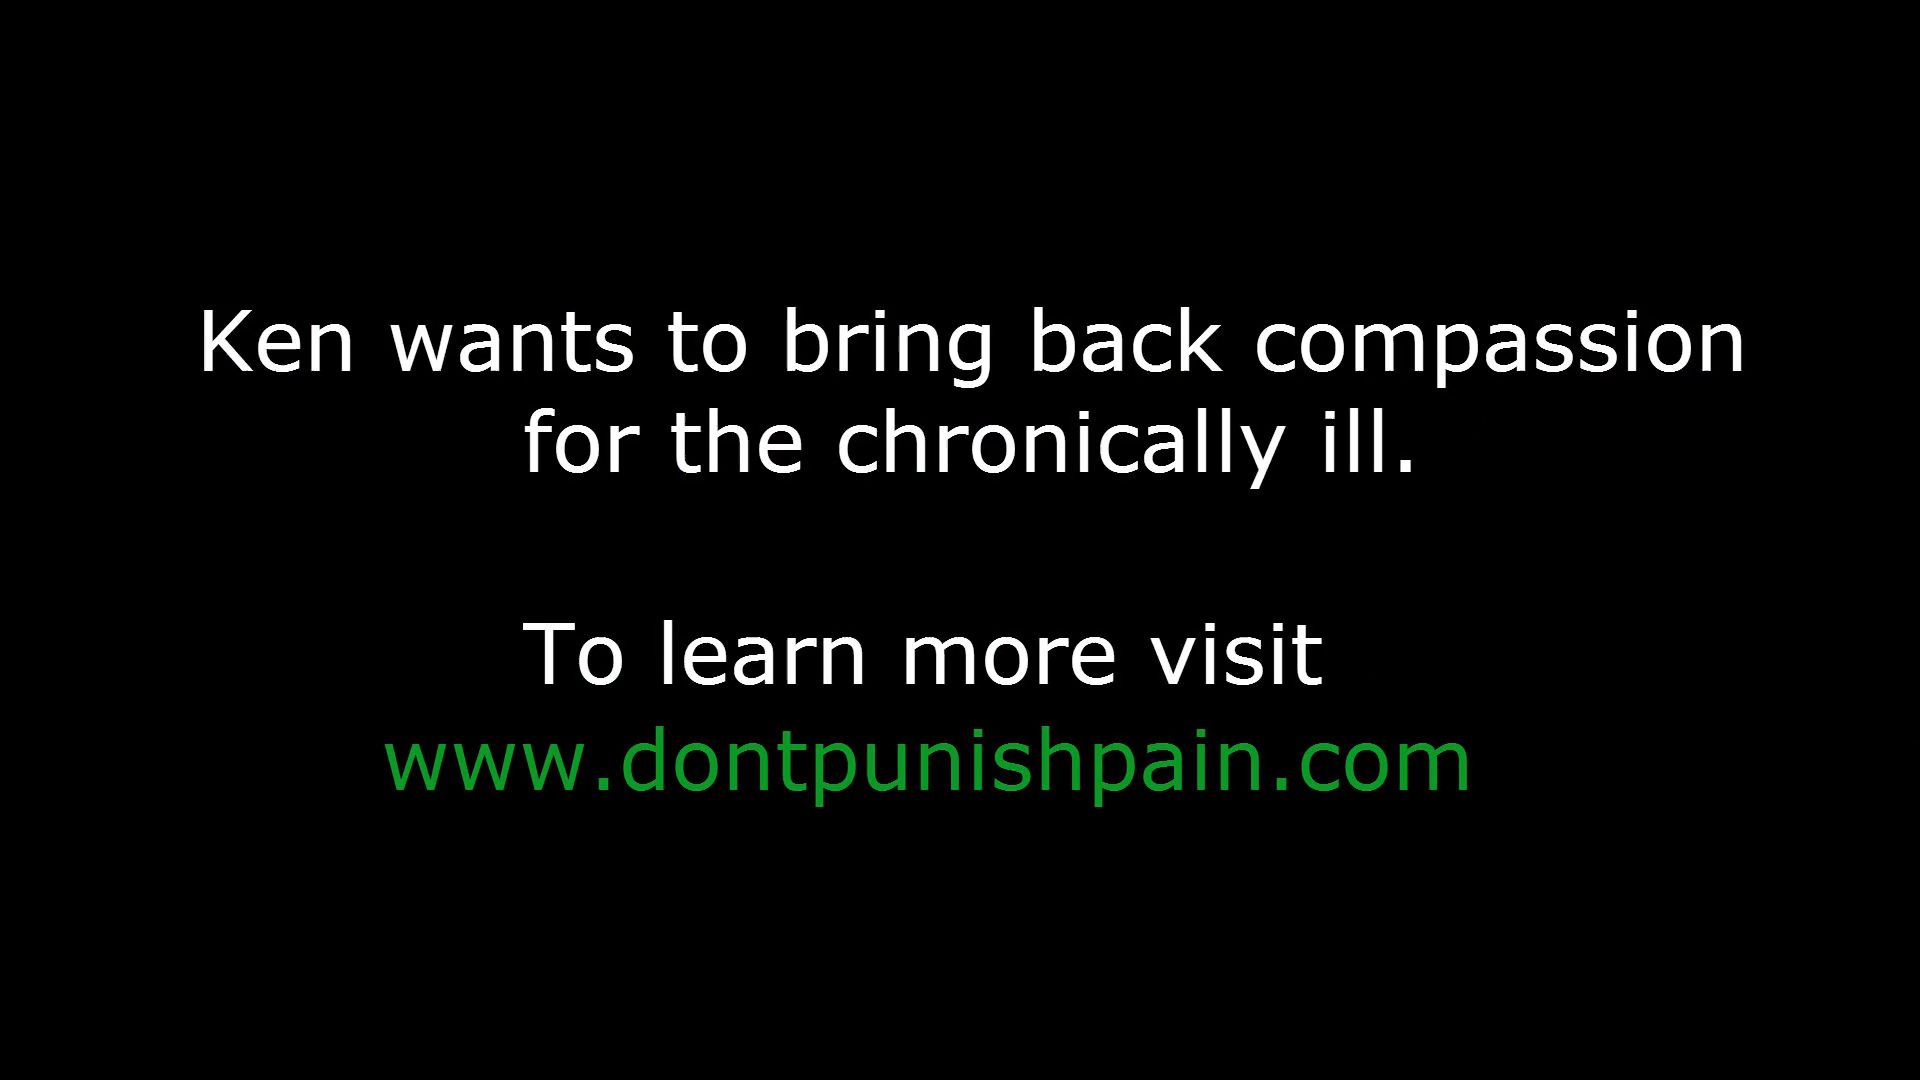 Ken wants to bring back compassion
for the chronically ill.
To learn more visit
www.dontpunishpain.com